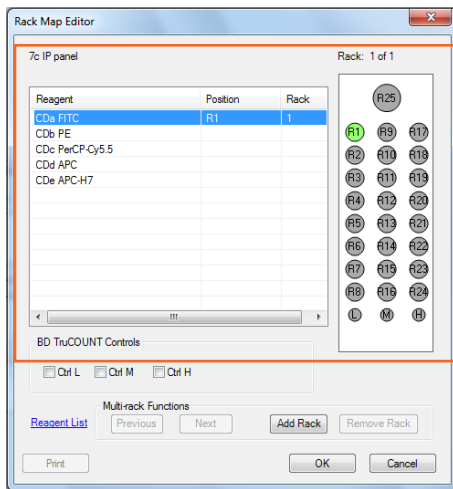 Rack Map Editor
7c IP panel Rack: 1 of 1
Reagent Position Rack
CDa FITC R1 1
CDb PE
CDc PerCP-Cy5.5
CDd APC
CDe APC-H7
R25
R1 R9 R17
R2 R10 R18
R3 R11 R19
R4 R12 R20
R5 R13 R21
R6 R14 R22
R7 R15 R23
R8 R16 R24
L M H
BD TruCOUNT Controls
Ctrl L Ctrl M Ctrl H
Multi-rack Functions
Reagent List Previous Next Add Rack Remove Rack
Print OK Cancel